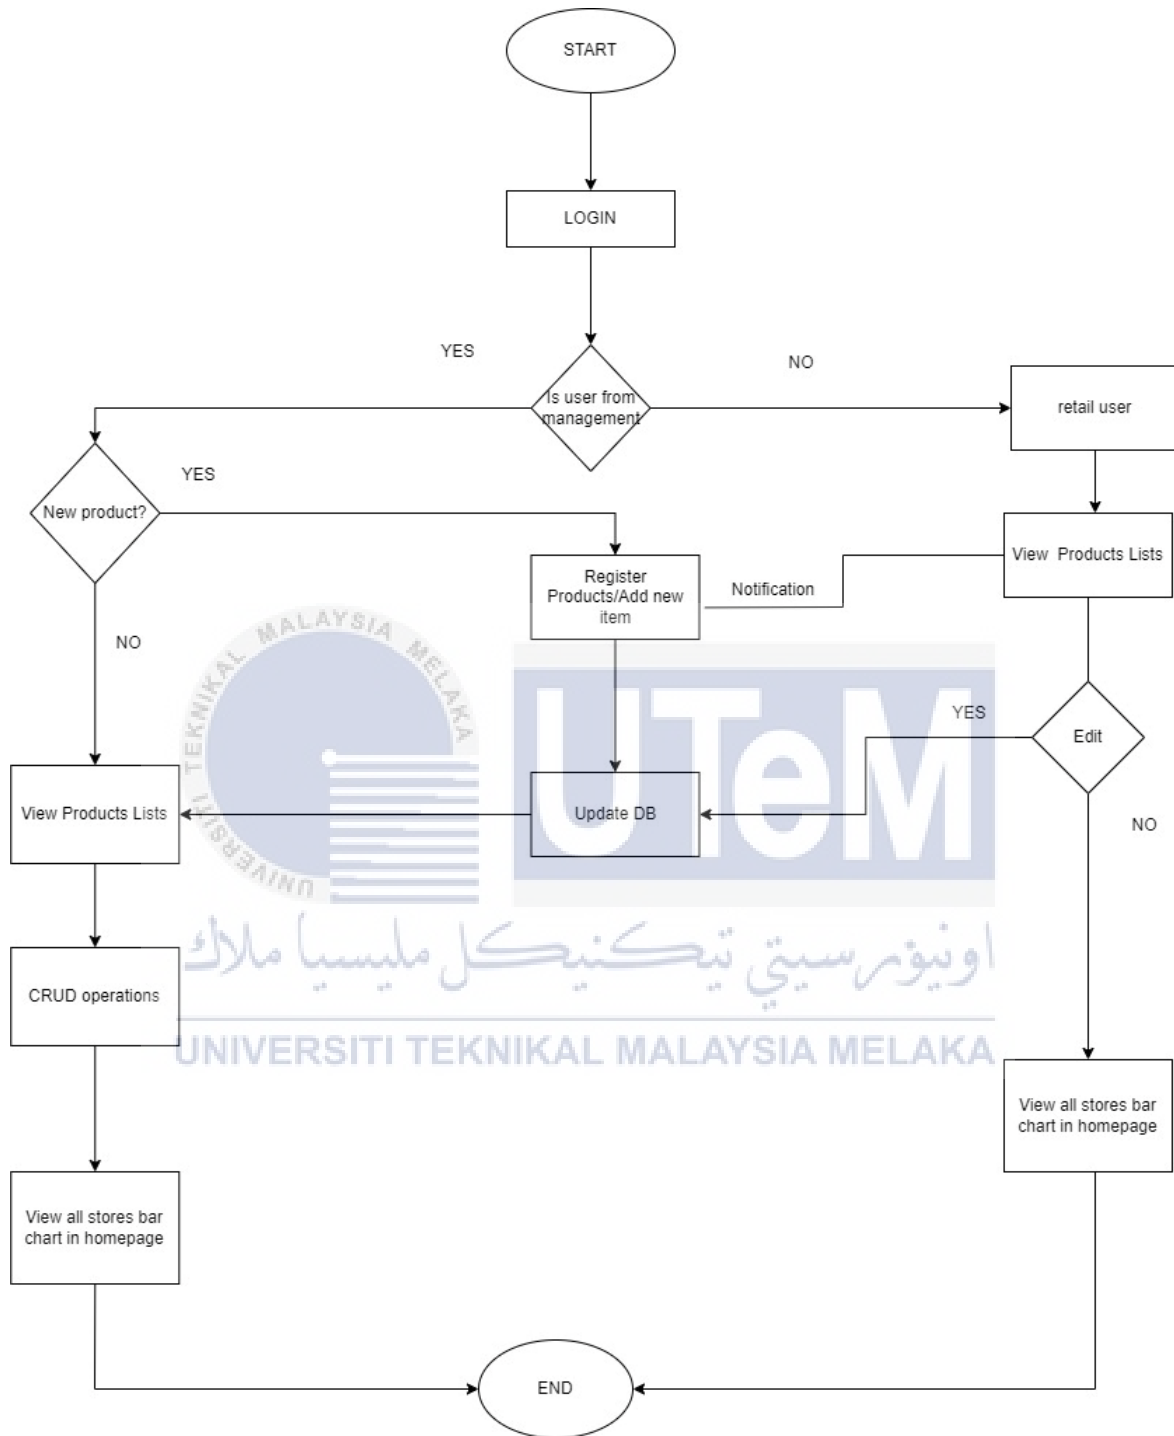 START
LOGIN
YES
NO
Is user from
management
retail user
YES
New product?
View  Products Lists
Register
Products/Add new
item
Notification
NO
YES
Edit
View Products Lists
Update DB
NO
UNIVERSITI TEKNIKAL MALAYSIA MELAKA
UTeM
اونيۏرسيتي تيكنيكل مليسيا ملاك
UNIVERSITI TEKNIKAL MALAYSIA MELAKA
CRUD operations
View all stores bar
chart in homepage
View all stores bar
chart in homepage
END